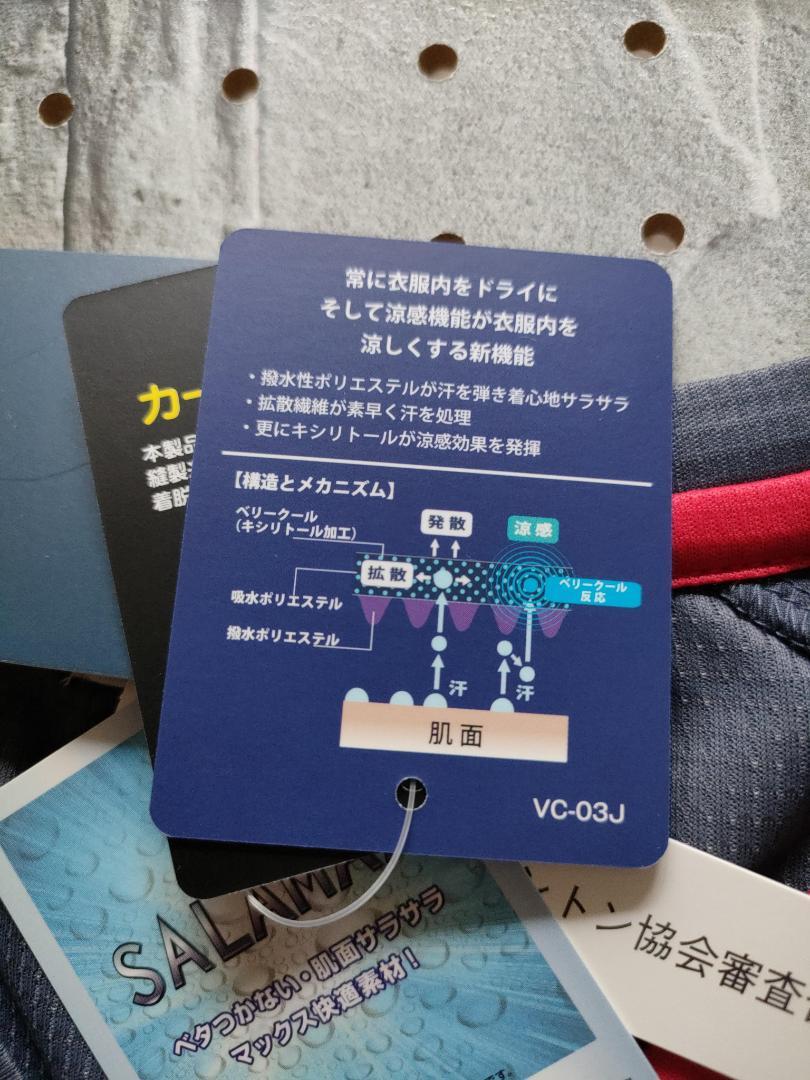 常に衣服内をドライに
そして涼感機能が衣服内を
涼しくする新機能
・撥水性ポリエステルが汗を弾き着心地サラサラ
・拡散繊維が素早く汗を処理
・更にキシリトールが涼感効果を発揮
【構造とメカニズム】
ベリークール
(キシリトール加工)
発散
涼感
拡散
ベリークール
反応
吸水ポリエステル
撥水ポリエステル
汗
汗
肌面
VC-03J
カー
本製品
縫製
着脱
SALAMA
ベタつかない・肌面サラサラ
マックス快適素材!
トン協会審査